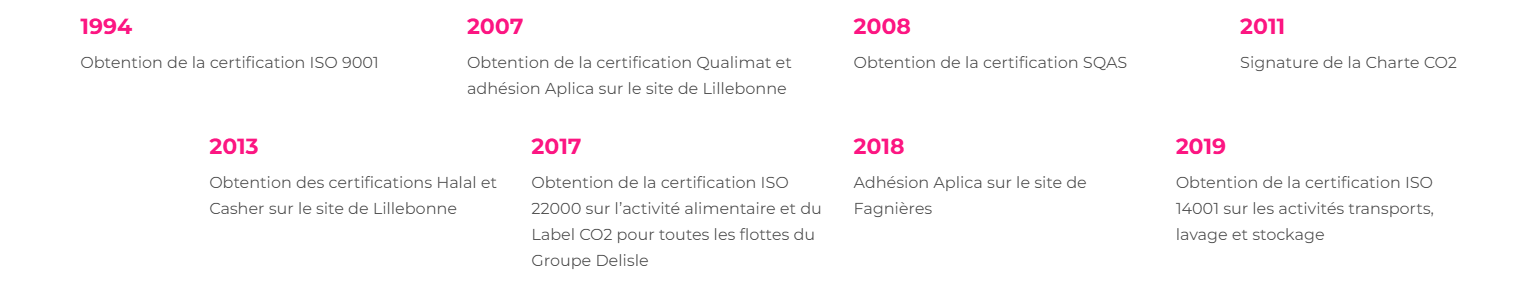 1994
Obtention de la certification ISO 9001
2007
Obtention de la certification Qualimat et
adhésion Aplica sur le site de Lillebonne
2008
Obtention de la certification SQAS
2011
Signature de la Charte CO2
2013
Obtention des certifications Halal et
Casher sur le site de Lillebonne
2017
Obtention de la certification ISO
22000 sur l’activité alimentaire et du
Label CO2 pour toutes les flottes du
Groupe Delisle
2018
Adhésion Aplica sur le site de
Fagnières
2019
Obtention de la certification ISO
14001 sur les activités transports,
lavage et stockage